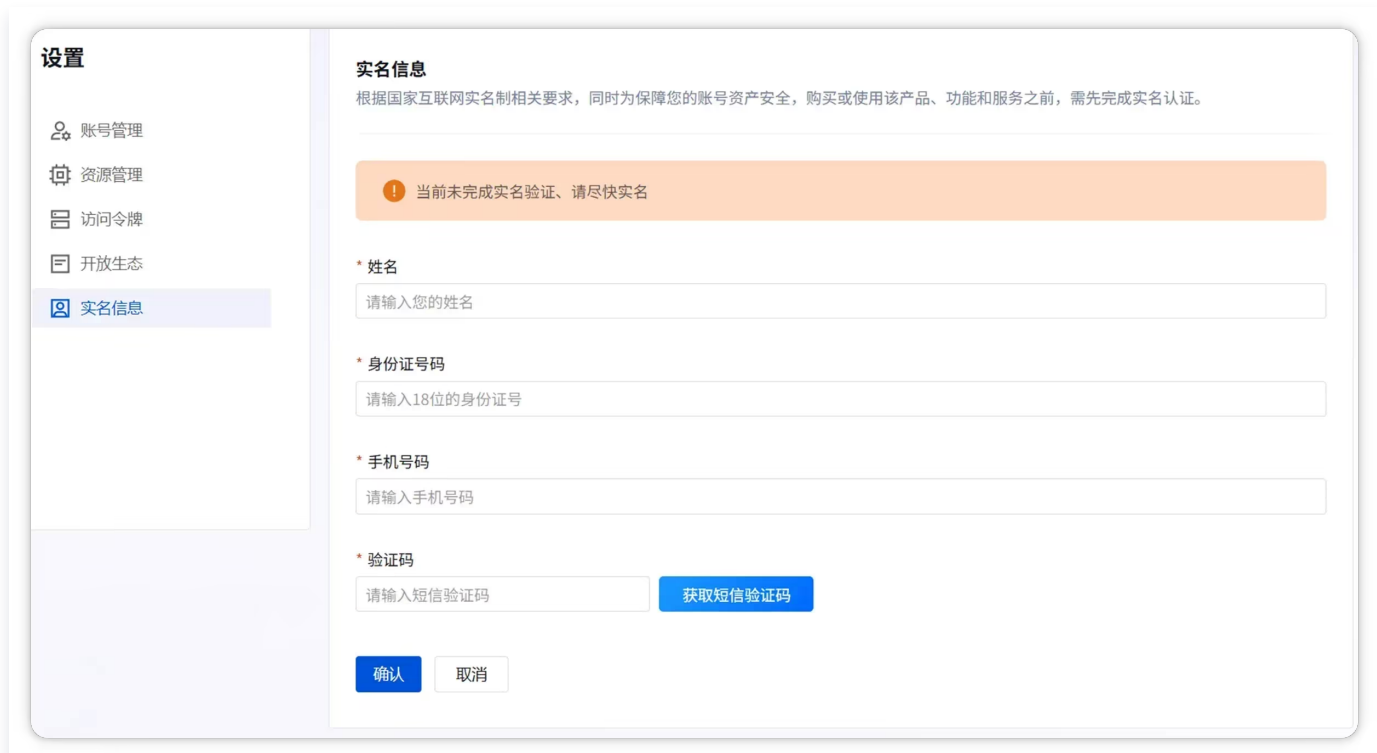 设置
账号管理
资源管理
访问令牌
开放生态
实名信息
实名信息
根据国家互联网实名制相关要求，同时为保障您的账号资产安全，购买或使用该产品、功能和服务之前，需先完成实名认证。
当前未完成实名验证、请尽快实名
* 姓名
请输入您的姓名
* 身份证号码
请输入18位的身份证号
* 手机号码
请输入手机号码
* 验证码
请输入短信验证码 获取短信验证码
确认 取消